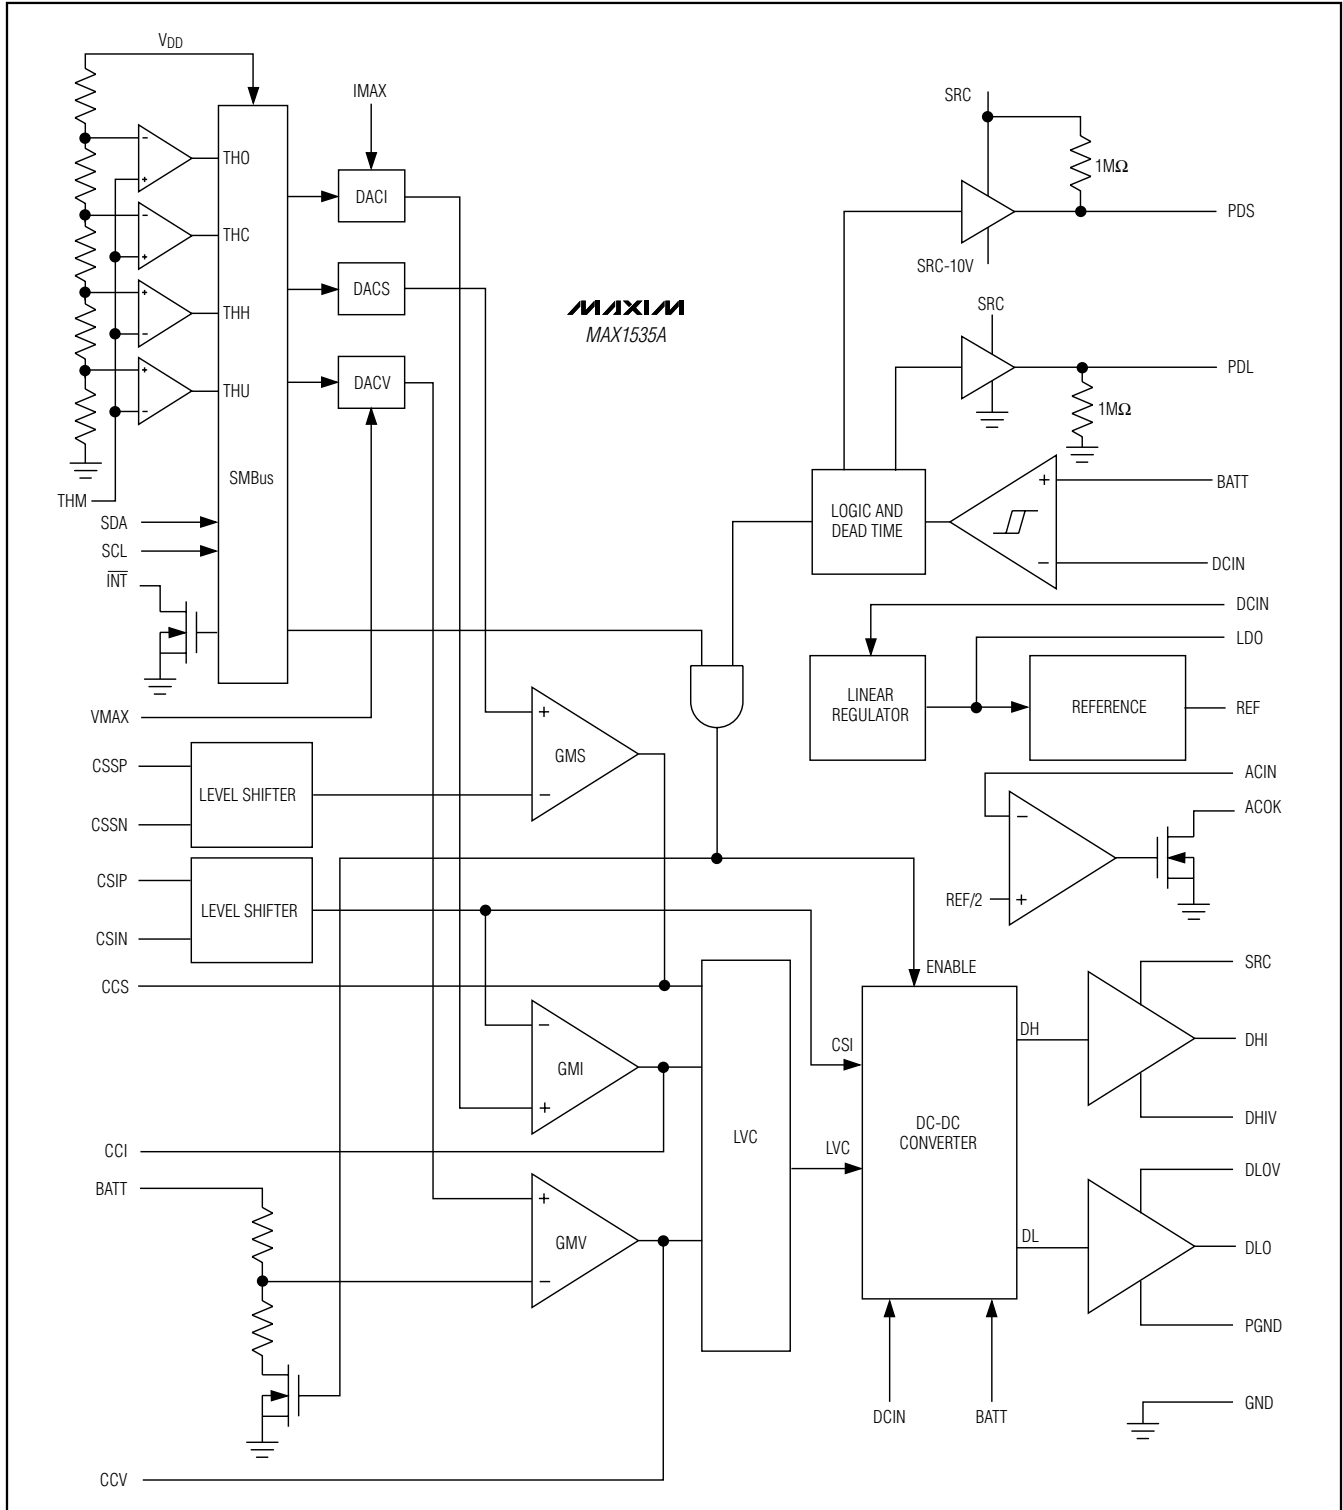 VDD
IMAX
SRC
THO
DACI
1MΩ
THC
PDS
SRC-10V
DACS
THH
MAXIM
MAX1535A
SRC
DACV
THU
PDL
1MΩ
SMBus
THM
BATT
LOGIC AND
DEAD TIME
SDA
SCL
DCIN
INT
DCIN
LDO
LINEAR
REGULATOR
REFERENCE
REF
VMAX
GMS
CSSP
LEVEL SHIFTER
CSSN
ACIN
ACOK
REF/2
CSIP
LEVEL SHIFTER
CSIN
ENABLE
SRC
CCS
DH
DHI
CSI
GMI
DHIV
DC-DC
CONVERTER
LVC
LVC
CCI
BATT
DLOV
GMV
DL
DLO
PGND
DCIN
BATT
GND
CCV
- + - + + - + - + - + - - + + - - +